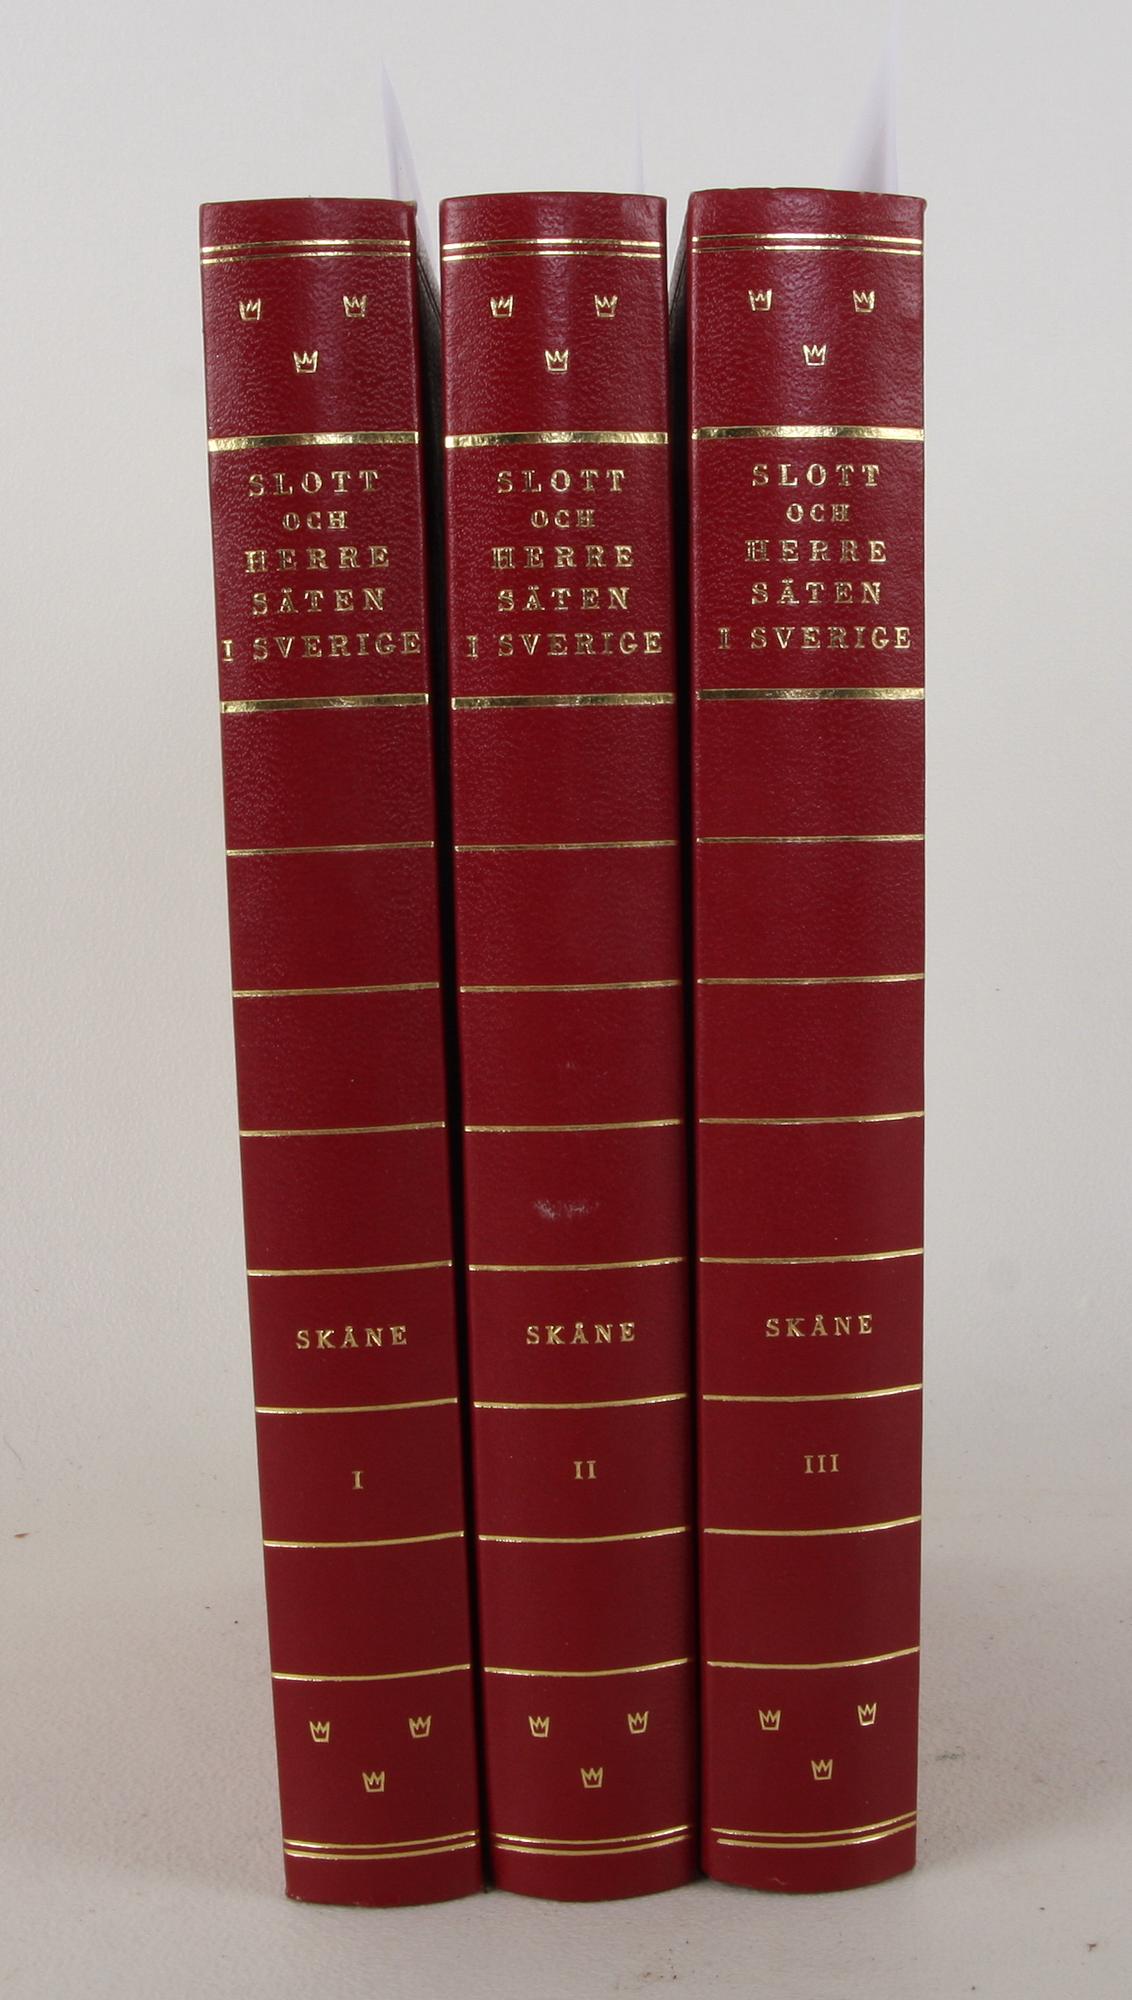 SLOTT
OCH
HERRE
SÄTEN
I SVERIGE
SKÅNE
I
SLOTT
OCH
HERRE
SÄTEN
I SVERIGE
SKÅNE
II
SLOTT
OCH
HERRE
SÄTEN
I SVERIGE
SKÅNE
III